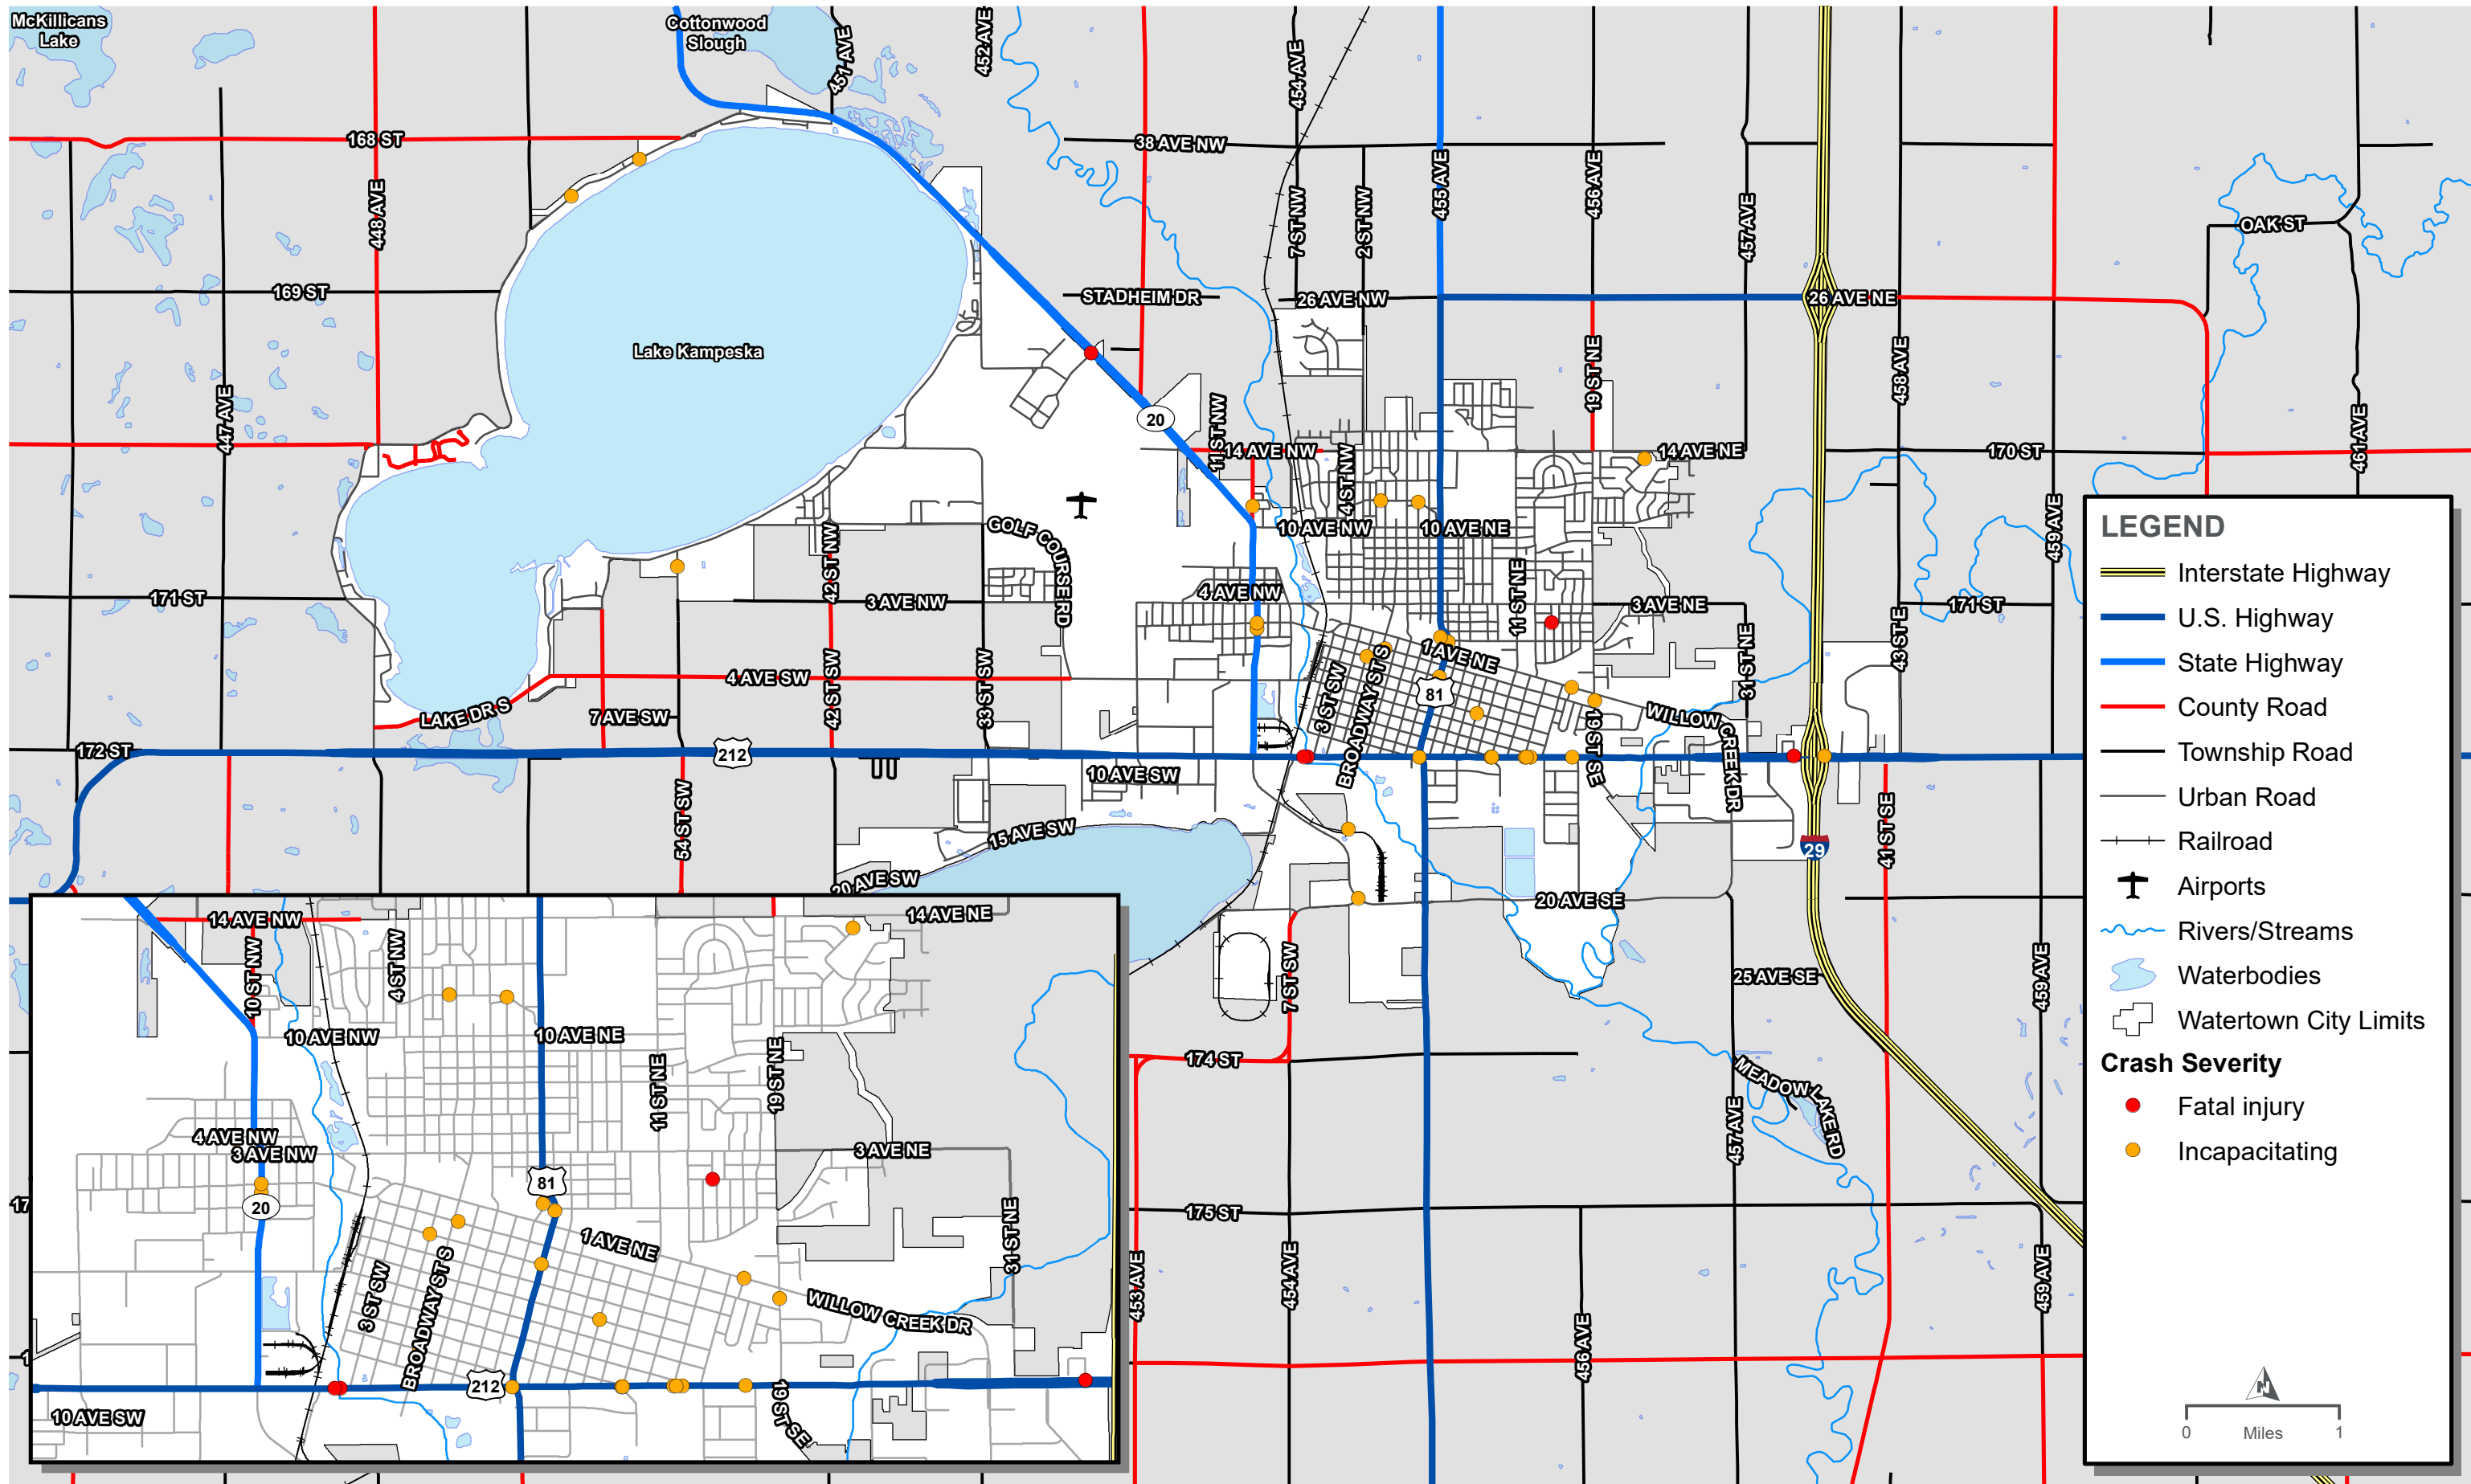 McKillicans
Lake
Cottonwood
Slough
451 AVE
452 AVE
454 AVE
168 ST
38 AVE NW
448 AVE
7 ST NW
2 ST NW
455 AVE
456 AVE
457 AVE
OAK ST
169 ST
STADHEIM DR
26 AVE NW
26 AVE NE
Lake Kampeska
19 ST NE
458 AVE
447 AVE
20
11 ST NW
461 AVE
14 AVE NW
4 ST NW
14 AVE NE
170 ST
459 AVE
GOLF COURSE RD
42 ST NW
10 AVE NW
10 AVE NE
171 ST
3 AVE NW
4 AVE NW
11 ST NE
3 AVE NE
171 ST
43 ST E
31 ST NE
1 AVE NE
4 AVE SW
42 ST SW
33 ST SW
3 ST SW
BROADWAY ST S
81
LAKE DR S
7 AVE SW
19 ST SE
WILLOW CREEK DR
172 ST
212
10 AVE SW
54 ST SW
15 AVE SW
41 ST SE
29
20 AVE SW
20 AVE SE
7 ST SW
25 AVE SE
459 AVE
174 ST
MEADOW LAKE RD
457 AVE
175 ST
453 AVE
454 AVE
456 AVE
459 AVE
14 AVE NW
14 AVE NE
10 ST NW
4 ST NW
10 AVE NW
10 AVE NE
11 ST NE
19 ST NE
4 AVE NW
3 AVE NW
3 AVE NE
81
20
1 AVE NE
31 ST NE
3 ST SW
BROADWAY ST S
WILLOW CREEK DR
212
10 AVE SW
19 ST SE
17
1
LEGEND
Interstate Highway
U.S. Highway
State Highway
County Road
Township Road
Urban Road
Railroad
Airports
Rivers/Streams
Waterbodies
Watertown City Limits
Crash Severity
Fatal injury
Incapacitating
N
0 Miles 1